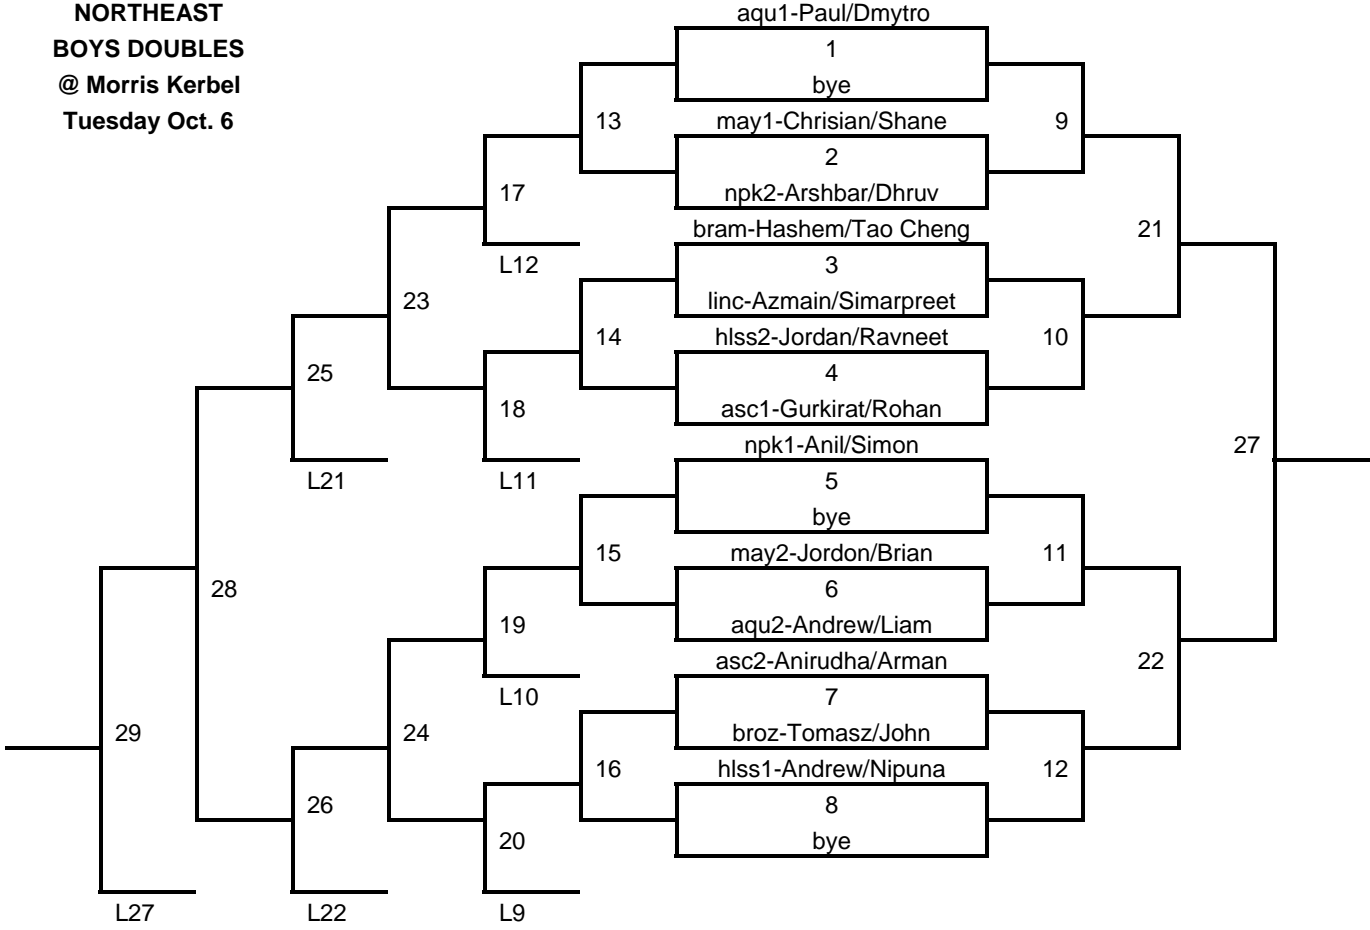 NORTHEAST
BOYS DOUBLES
@ Morris Kerbel
Tuesday Oct. 6
aqu1-Paul/Dmytro
1
bye
13
may1-Chrisian/Shane
9
2
17
npk2-Arshbar/Dhruv
bram-Hashem/Tao Cheng
21
L12
3
23
linc-Azmain/Simarpreet
14
hlss2-Jordan/Ravneet
10
25
4
18
asc1-Gurkirat/Rohan
npk1-Anil/Simon
27
L21
L11
5
bye
15
may2-Jordon/Brian
11
28
6
19
aqu2-Andrew/Liam
asc2-Anirudha/Arman
22
L10
7
29
24
broz-Tomasz/John
16
hlss1-Andrew/Nipuna
12
26
8
20
bye
L27
L22
L9